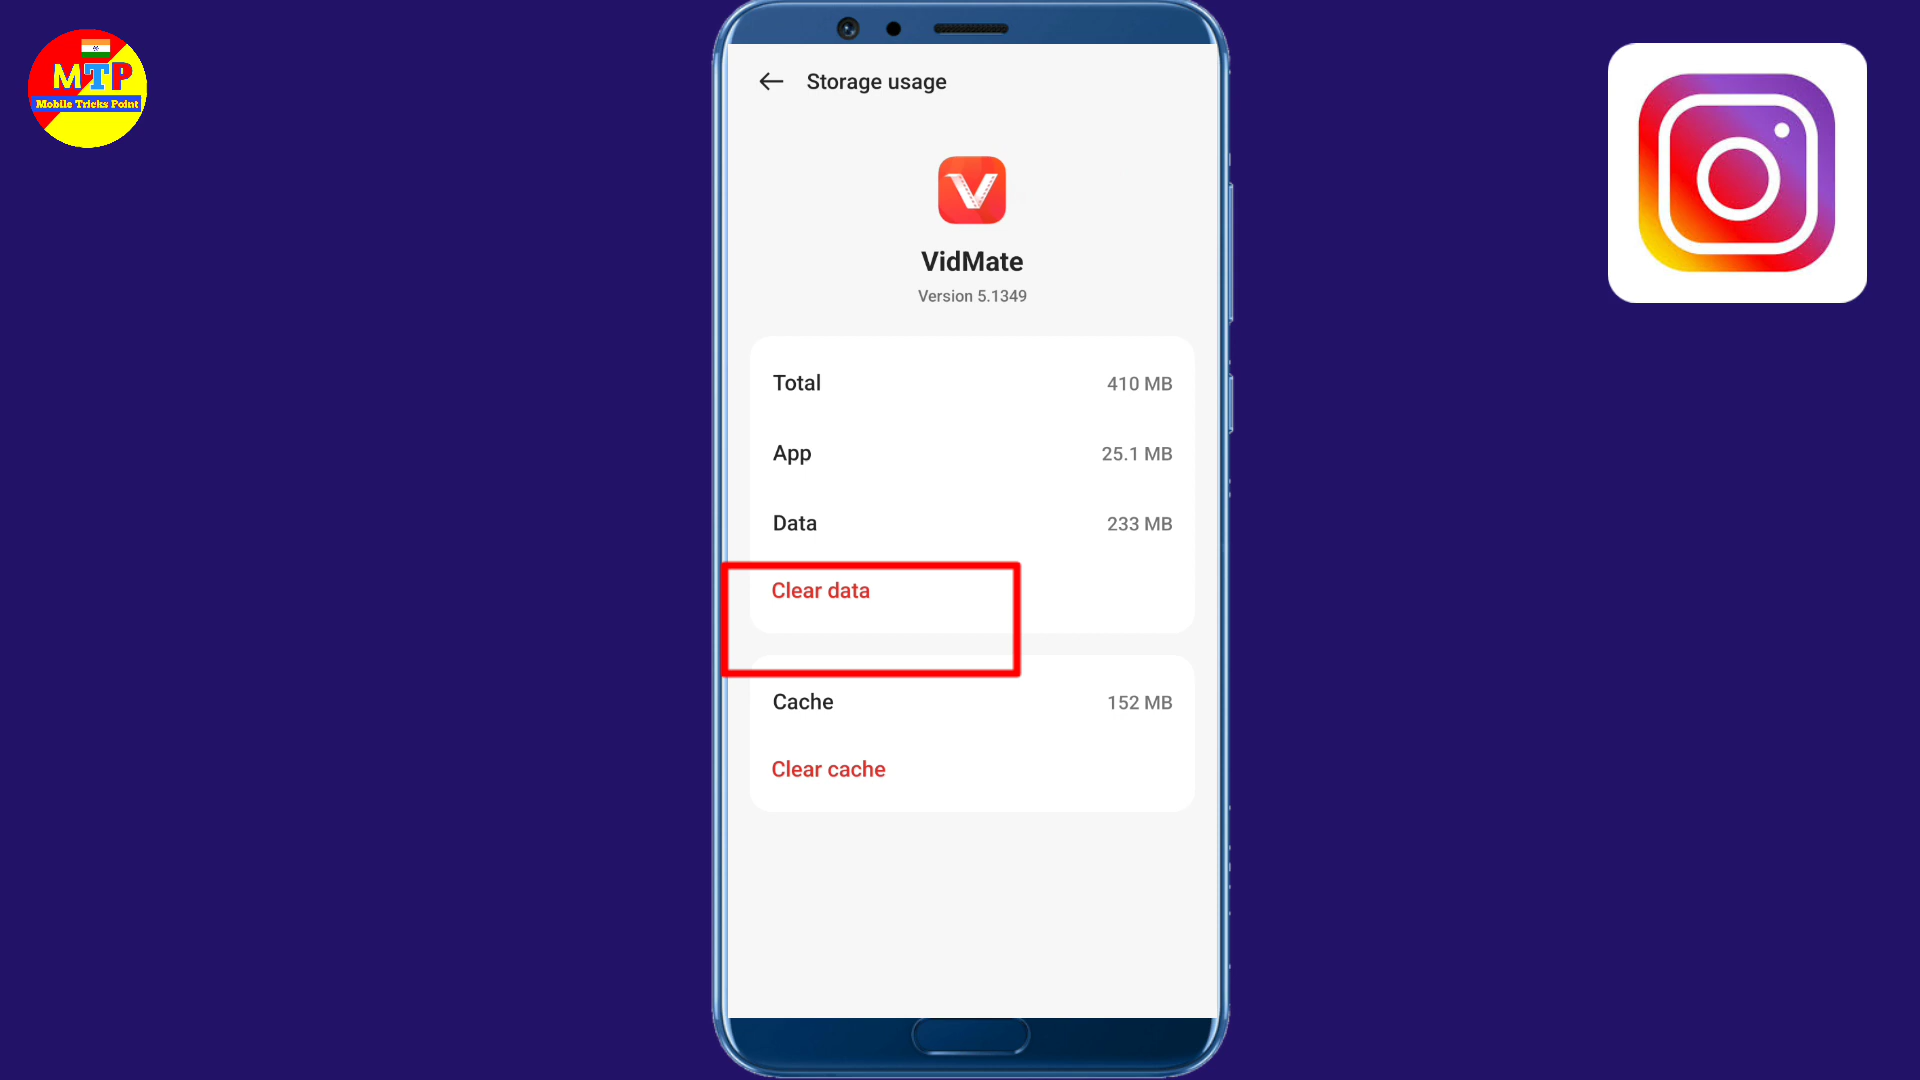 MTP
Mobile Tricks Point
Storage usage
VidMate
Version 5.1349
Total 410 MB
App 25.1 MB
Data 233 MB
Clear data
Cache 152 MB
Clear cache